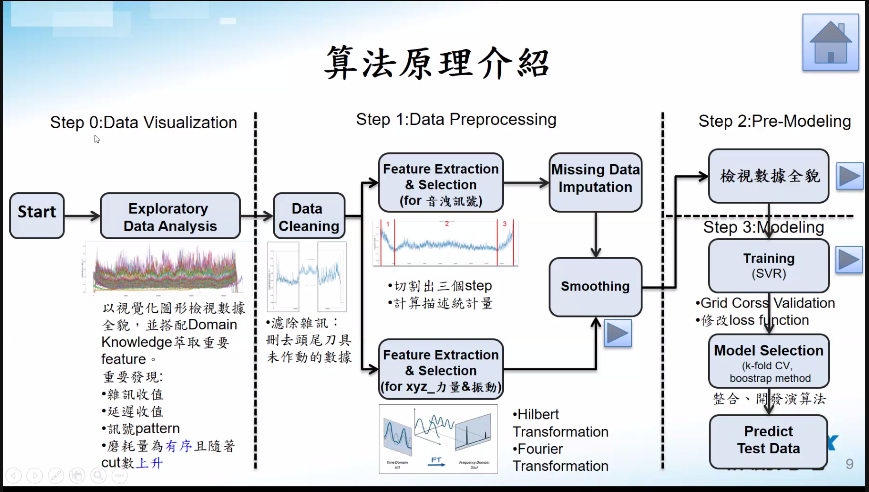 算法原理介紹
Step 0:Data Visualization
Step 1:Data Preprocessing
Step 2:Pre-Modeling
Start
Exploratory
Data Analysis
以視覺化圖形檢視數據
全貌，並搭配Domain
Knowledge萃取重要
feature。
重要發現:
•雜訊收值
•延遲收值
•訊號pattern
•磨耗量為有序且隨著
cut數上升
Data
Cleaning
•濾除雜訊：
刪去頭尾刀具
未作動的數據
Feature Extraction
& Selection
(for 音洩訊號)
1 2 3
•切割出三個step
•計算描述統計量
Missing Data
Imputation
Smoothing
Feature Extraction
& Selection
(for xyz_力量&振動)
FT
•Hilbert
Transformation
•Fourier
Transformation
檢視數據全貌
Step 3:Modeling
Training
(SVR)
•Grid Corss Validation
•修改loss function
Model Selection
(k-fold CV,
boostrap method
整合、開發演算法
Predict
Test Data
9